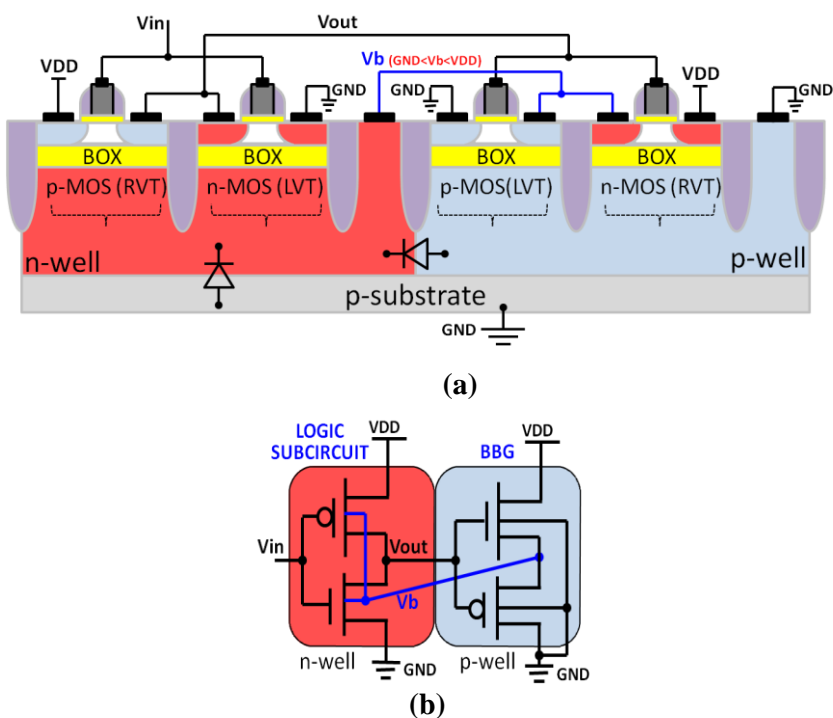 Vin
Vout
Vb (GND<Vb<VDD)
VDD
GND
GND
VDD
GND
BOX
BOX
BOX
BOX
p-MOS (RVT)
n-MOS (LVT)
p-MOS(LVT)
n-MOS (RVT)
n-well
p-well
p-substrate
GND
(a)
LOGIC
SUBCIRCUIT
VDD
BBG
VDD
Vin
Vout
Vb
n-well
GND
p-well
GND
(b)